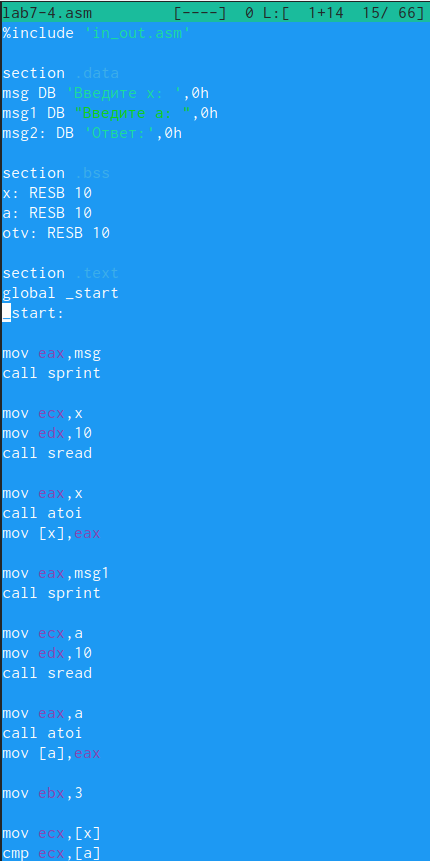 lab7-4.asm [----] 0 L:[ 1+14 15/ 66]
%include 'in_out.asm'
section .data
msg DB 'Введите x: ',0h
msg1 DB "Введите a: ",0h
msg2: DB 'Ответ:',0h
section .bss
x: RESB 10
a: RESB 10
otv: RESB 10
section .text
global _start
_start:
mov eax,msg
call sprint
mov ecx,x
mov edx,10
call sread
mov eax,x
call atoi
mov [x],eax
mov eax,msg1
call sprint
mov ecx,a
mov edx,10
call sread
mov eax,a
call atoi
mov [a],eax
mov ebx,3
mov ecx,[x]
cmp ecx,[a]